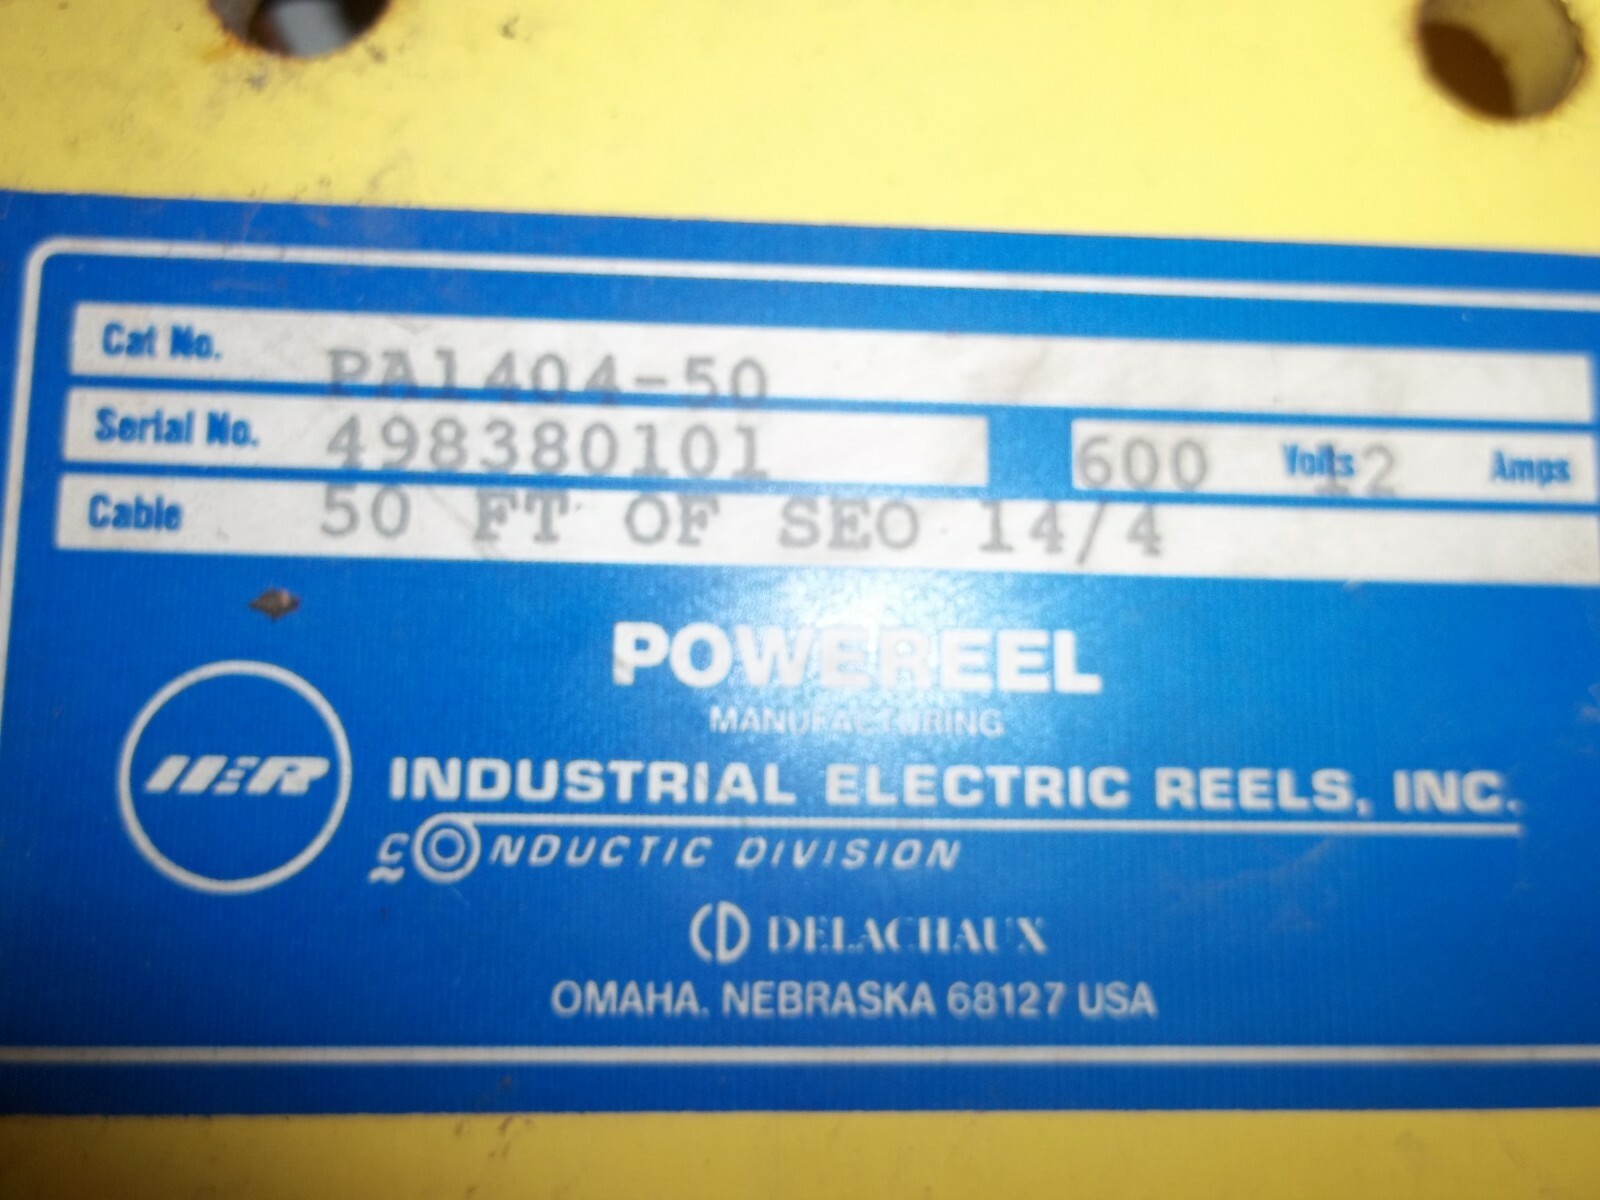 Cat No. PA1404-50
Serial No. 498380101 600 Volts 12 Amps
Cable 50 FT OF SEO 14/4
POWEREEL
MANUFACTURING
IER INDUSTRIAL ELECTRIC REELS, INC.
CONDUCTIC DIVISION
CD DELACHAUX
OMAHA, NEBRASKA 68127 USA